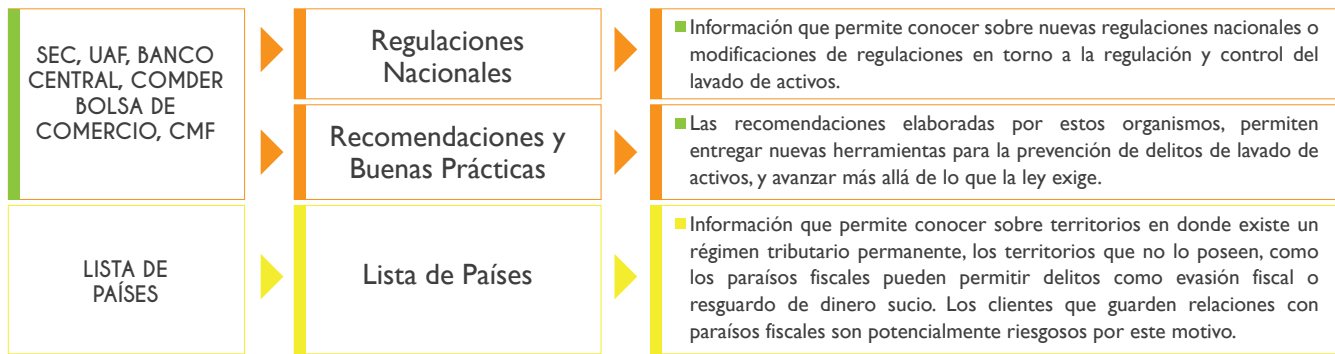 SEC, UAF, BANCO
CENTRAL, COMDER
BOLSA DE
COMERCIO, CMF
Regulaciones
Nacionales
Información que permite conocer sobre nuevas regulaciones nacionales o
modificaciones de regulaciones en torno a la regulación y control del
lavado de activos.
Recomendaciones y
Buenas Prácticas
Las recomendaciones elaboradas por estos organismos, permiten
entregar nuevas herramientas para la prevención de delitos de lavado de
activos, y avanzar más allá de lo que la ley exige.
LISTA DE
PAÍSES
Lista de Países
Información que permite conocer sobre territorios en donde existe un
régimen tributario permanente, los territorios que no lo poseen, como
los paraísos fiscales pueden permitir delitos como evasión fiscal o
resguardo de dinero sucio. Los clientes que guarden relaciones con
paraísos fiscales son potencialmente riesgosos por este motivo.